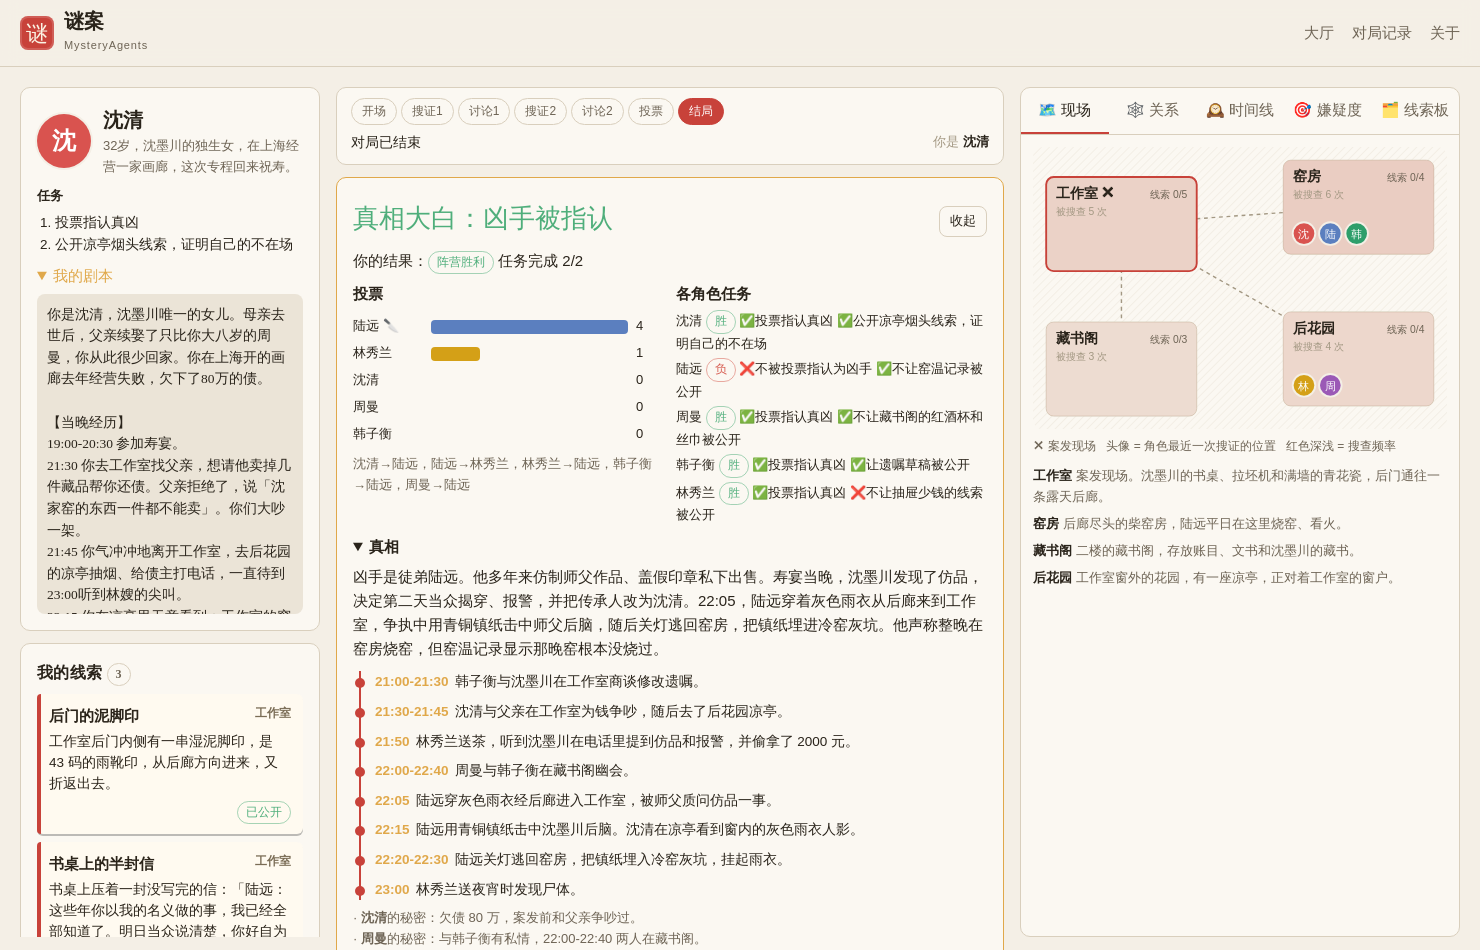 谜
谜案
MysteryAgents
大厅 对局记录 关于
沈
沈清
32岁，沈墨川的独生女，在上海经
营一家画廊，这次专程回来祝寿。
任务
1. 投票指认真凶
2. 公开凉亭烟头线索，证明自己的不在场
▼ 我的剧本
你是沈清，沈墨川唯一的女儿。母亲去
世后，父亲续娶了只比你大八岁的周
曼，你从此很少回家。你在上海开的画
廊去年经营失败，欠下了80万的债。
【当晚经历】
19:00-20:30 参加寿宴。
21:30 你去工作室找父亲，想请他卖掉几
件藏品帮你还债。父亲拒绝了，说「沈
家窑的东西一件都不能卖」。你们大吵
一架。
21:45 你气冲冲地离开工作室，去后花园
的凉亭抽烟、给债主打电话，一直待到
23:00听到林嫂的尖叫。
我的线索 3
后门的泥脚印 工作室
工作室后门内侧有一串湿泥脚印，是
43 码的雨靴印，从后廊方向进来，又
折返出去。
已公开
书桌上的半封信 工作室
书桌上压着一封没写完的信：「陆远：
这些年你以我的名义做的事，我已经全
部知道了。明日当众说清楚，你好自为
开场 搜证1 讨论1 搜证2 讨论2 投票 结局
对局已结束 你是 沈清
真相大白：凶手被指认 收起
你的结果： 阵营胜利 任务完成 2/2
投票
陆远 🔪 4
林秀兰 1
沈清 0
周曼 0
韩子衡 0
沈清→陆远，陆远→林秀兰，林秀兰→陆远，韩子衡
→陆远，周曼→陆远
各角色任务
沈清 胜 ✅投票指认真凶 ✅公开凉亭烟头线索，证
明自己的不在场
陆远 负 ❌不被投票指认为凶手 ✅不让窑温记录被
公开
周曼 胜 ✅投票指认真凶 ✅不让藏书阁的红酒杯和
丝巾被公开
韩子衡 胜 ✅投票指认真凶 ✅让遗嘱草稿被公开
林秀兰 胜 ✅投票指认真凶 ❌不让抽屉少钱的线索
被公开
▼ 真相
凶手是徒弟陆远。他多年来仿制师父作品、盖假印章私下出售。寿宴当晚，沈墨川发现了仿品，
决定第二天当众揭穿、报警，并把传承人改为沈清。22:05，陆远穿着灰色雨衣从后廊来到工作
室，争执中用青铜镇纸击中师父后脑，随后关灯逃回窑房，把镇纸埋进冷窑灰坑。他声称整晚在
窑房烧窑，但窑温记录显示那晚窑根本没烧过。
21:00-21:30 韩子衡与沈墨川在工作室商谈修改遗嘱。
21:30-21:45 沈清与父亲在工作室为钱争吵，随后去了后花园凉亭。
21:50 林秀兰送茶，听到沈墨川在电话里提到仿品和报警，并偷拿了 2000 元。
22:00-22:40 周曼与韩子衡在藏书阁幽会。
22:05 陆远穿灰色雨衣经后廊进入工作室，被师父质问仿品一事。
22:15 陆远用青铜镇纸击中沈墨川后脑。沈清在凉亭看到窗内的灰色雨衣人影。
22:20-22:30 陆远关灯逃回窑房，把镇纸埋入冷窑灰坑，挂起雨衣。
23:00 林秀兰送夜宵时发现尸体。
· 沈清的秘密：欠债 80 万，案发前和父亲争吵过。
· 周曼的秘密：与韩子衡有私情，22:00-22:40 两人在藏书阁。
🗺️ 现场 🕸️ 关系 🕰️ 时间线 🎯 嫌疑度 🗂️ 线索板
工作室 ✕ 线索 0/5
被搜查 5 次
窑房 线索 0/4
被搜查 6 次
沈 陆 韩
藏书阁 线索 0/3
被搜查 3 次
后花园 线索 0/4
被搜查 4 次
林 周
✕ 案发现场 头像 = 角色最近一次搜证的位置 红色深浅 = 搜查频率
工作室 案发现场。沈墨川的书桌、拉坯机和满墙的青花瓷，后门通往一
条露天后廊。
窑房 后廊尽头的柴窑房，陆远平日在这里烧窑、看火。
藏书阁 二楼的藏书阁，存放账目、文书和沈墨川的藏书。
后花园 工作室窗外的花园，有一座凉亭，正对着工作室的窗户。